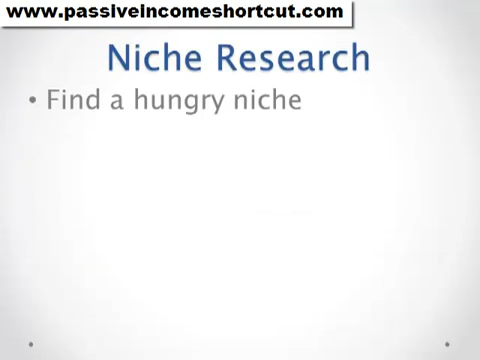 www.passiveincomeshortcut.com
Niche Research
• Find a hungry niche